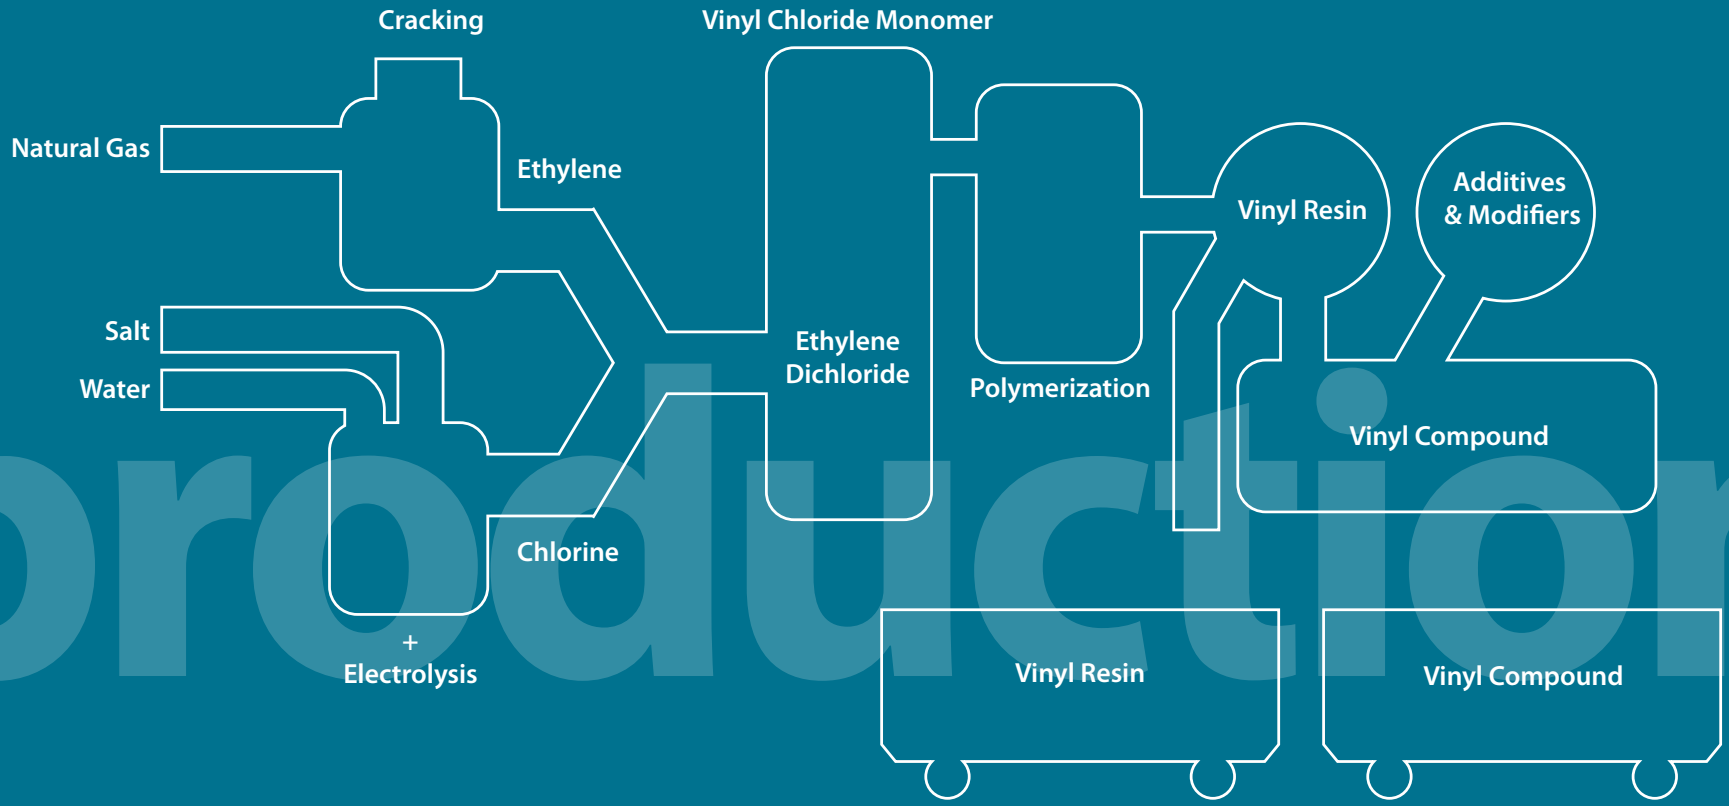 Cracking
Vinyl Chloride Monomer
Natural Gas
Ethylene
Vinyl Resin
Additives
& Modifiers
Salt
Ethylene
Dichloride
Water
Polymerization
Vinyl Compound
production
Chlorine
+
Electrolysis
Vinyl Resin
Vinyl Compound